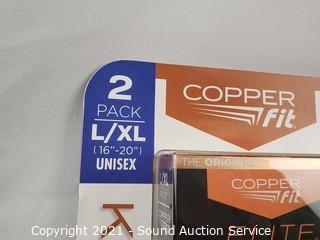 2
PACK
L/XL
(16"-20")
UNISEX
COPPER
fit
THE ORIGINAL
COPPER
fit
K
Copyright 2021 - Sound Auction Service